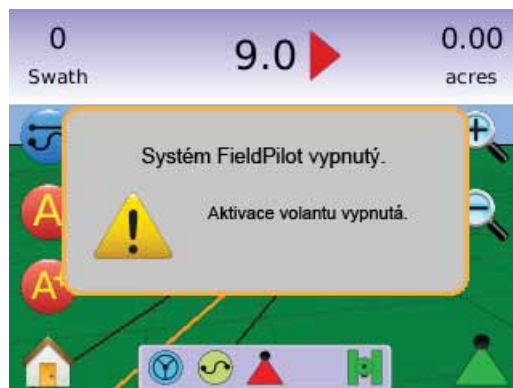 0
9.0
0.00
Swath
acres
Systém FieldPilot vypnutý.
Aktivace volantu vypnutá.
A
A+